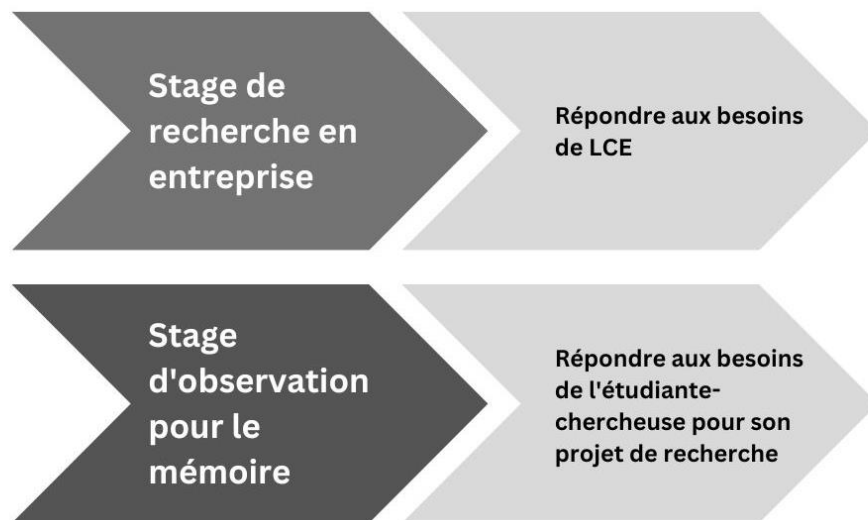 Stage de
recherche en
entreprise
Répondre aux besoins
de LCE
Stage
d'observation
pour le
mémoire
Répondre aux besoins
de l'étudiante-
chercheuse pour son
projet de recherche